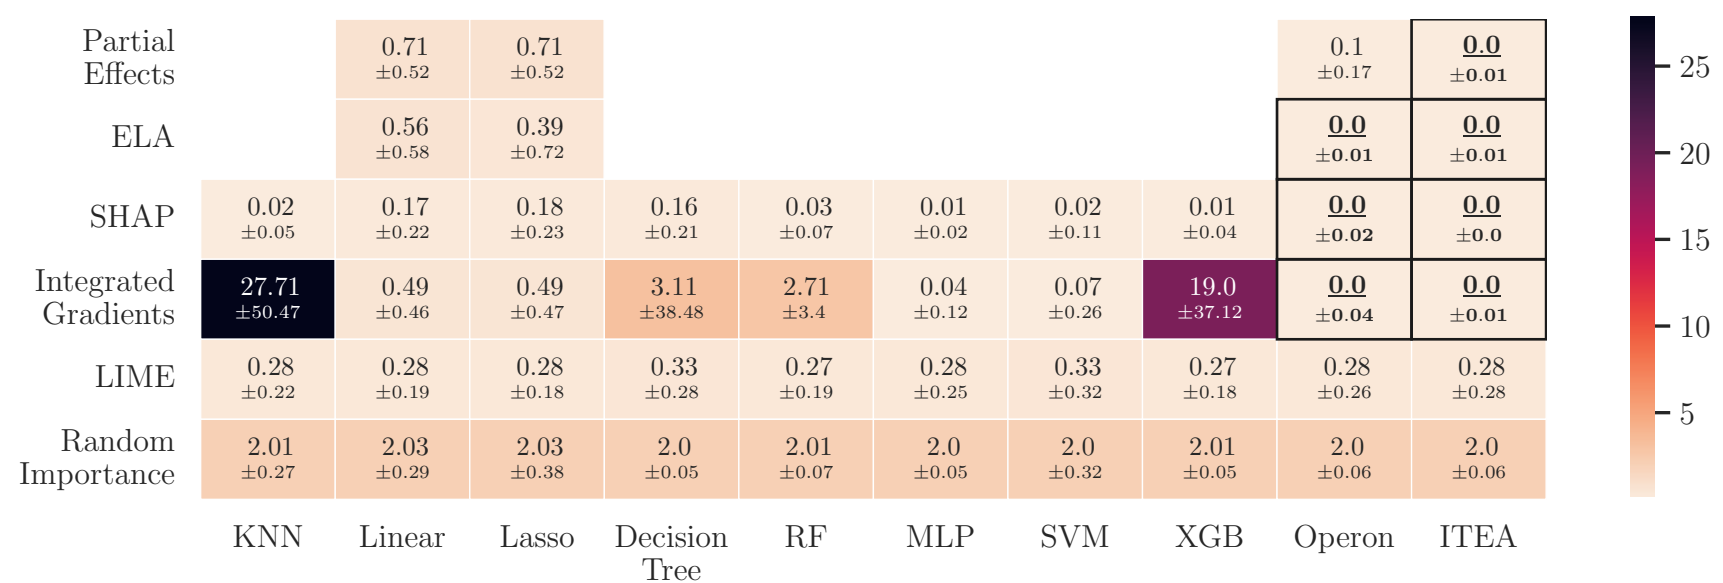 Partial
Effects
0.71 0.71 0.1 0.0
±0.52 ±0.52 ±0.17 ±0.01
ELA
0.56 0.39 0.0 0.0
±0.58 ±0.72 ±0.01 ±0.01
SHAP
0.02 0.17 0.18 0.16 0.03 0.01 0.02 0.01 0.0 0.0
±0.05 ±0.22 ±0.23 ±0.21 ±0.07 ±0.02 ±0.11 ±0.04 ±0.02 ±0.0
Integrated
Gradients
27.71 0.49 0.49 3.11 2.71 0.04 0.07 19.0 0.0 0.0
±50.47 ±0.46 ±0.47 ±38.48 ±3.4 ±0.12 ±0.26 ±37.12 ±0.04 ±0.01
LIME
0.28 0.28 0.28 0.33 0.27 0.28 0.33 0.27 0.28 0.28
±0.22 ±0.19 ±0.18 ±0.28 ±0.19 ±0.25 ±0.32 ±0.18 ±0.26 ±0.28
Random
Importance
2.01 2.03 2.03 2.0 2.01 2.0 2.0 2.01 2.0 2.0
±0.27 ±0.29 ±0.38 ±0.05 ±0.07 ±0.05 ±0.32 ±0.05 ±0.06 ±0.06
KNN Linear Lasso Decision RF MLP SVM XGB Operon ITEA
Tree
25
20
15
10
5